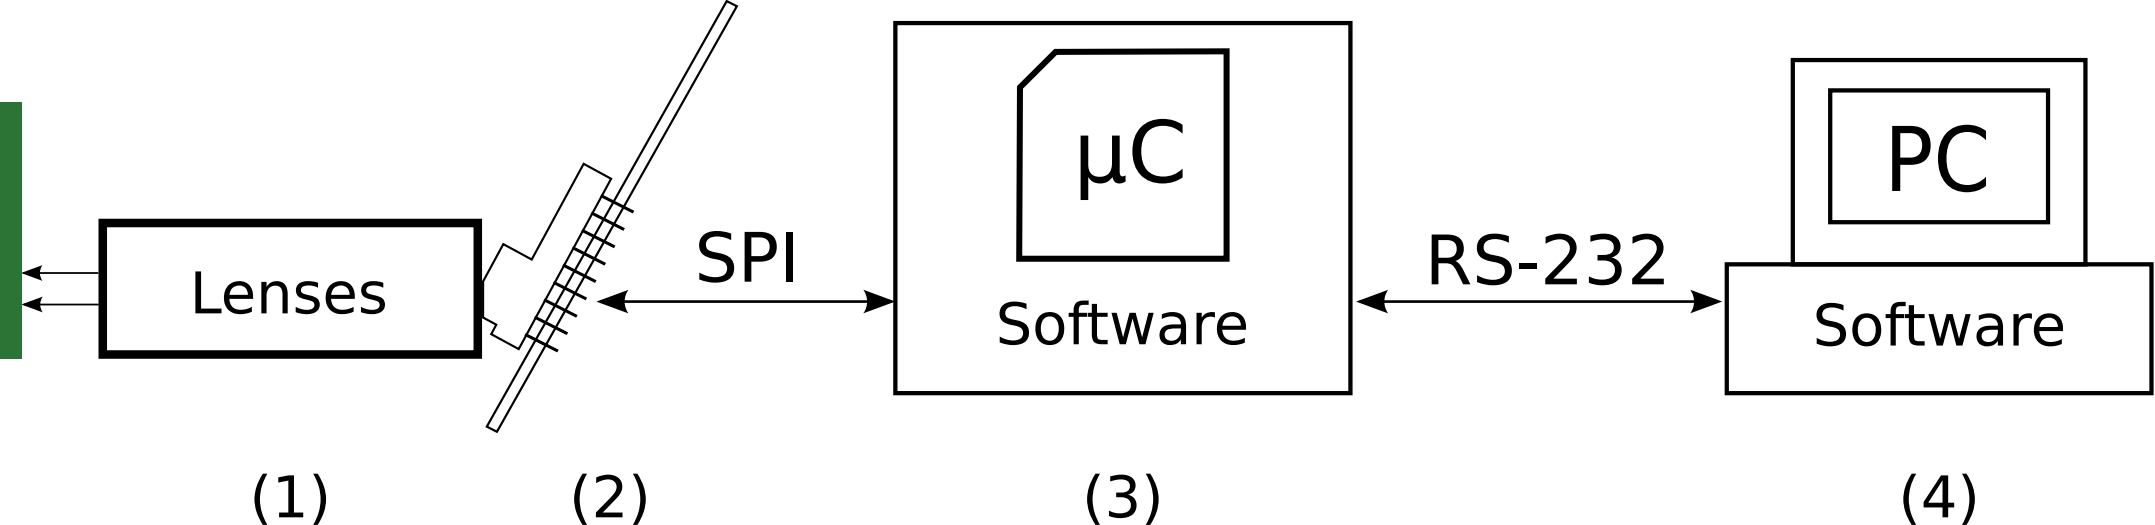 Lenses
SPI
µC
Software
RS-232
PC
Software
(1)
(2)
(3)
(4)